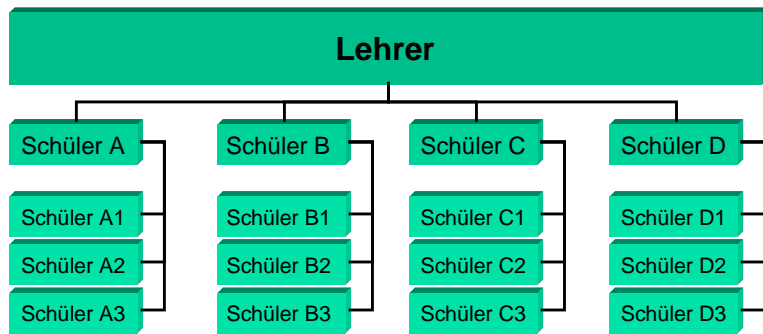 Lehrer
Schüler A
Schüler B
Schüler C
Schüler D
Schüler A1
Schüler B1
Schüler C1
Schüler D1
Schüler A2
Schüler B2
Schüler C2
Schüler D2
Schüler A3
Schüler B3
Schüler C3
Schüler D3